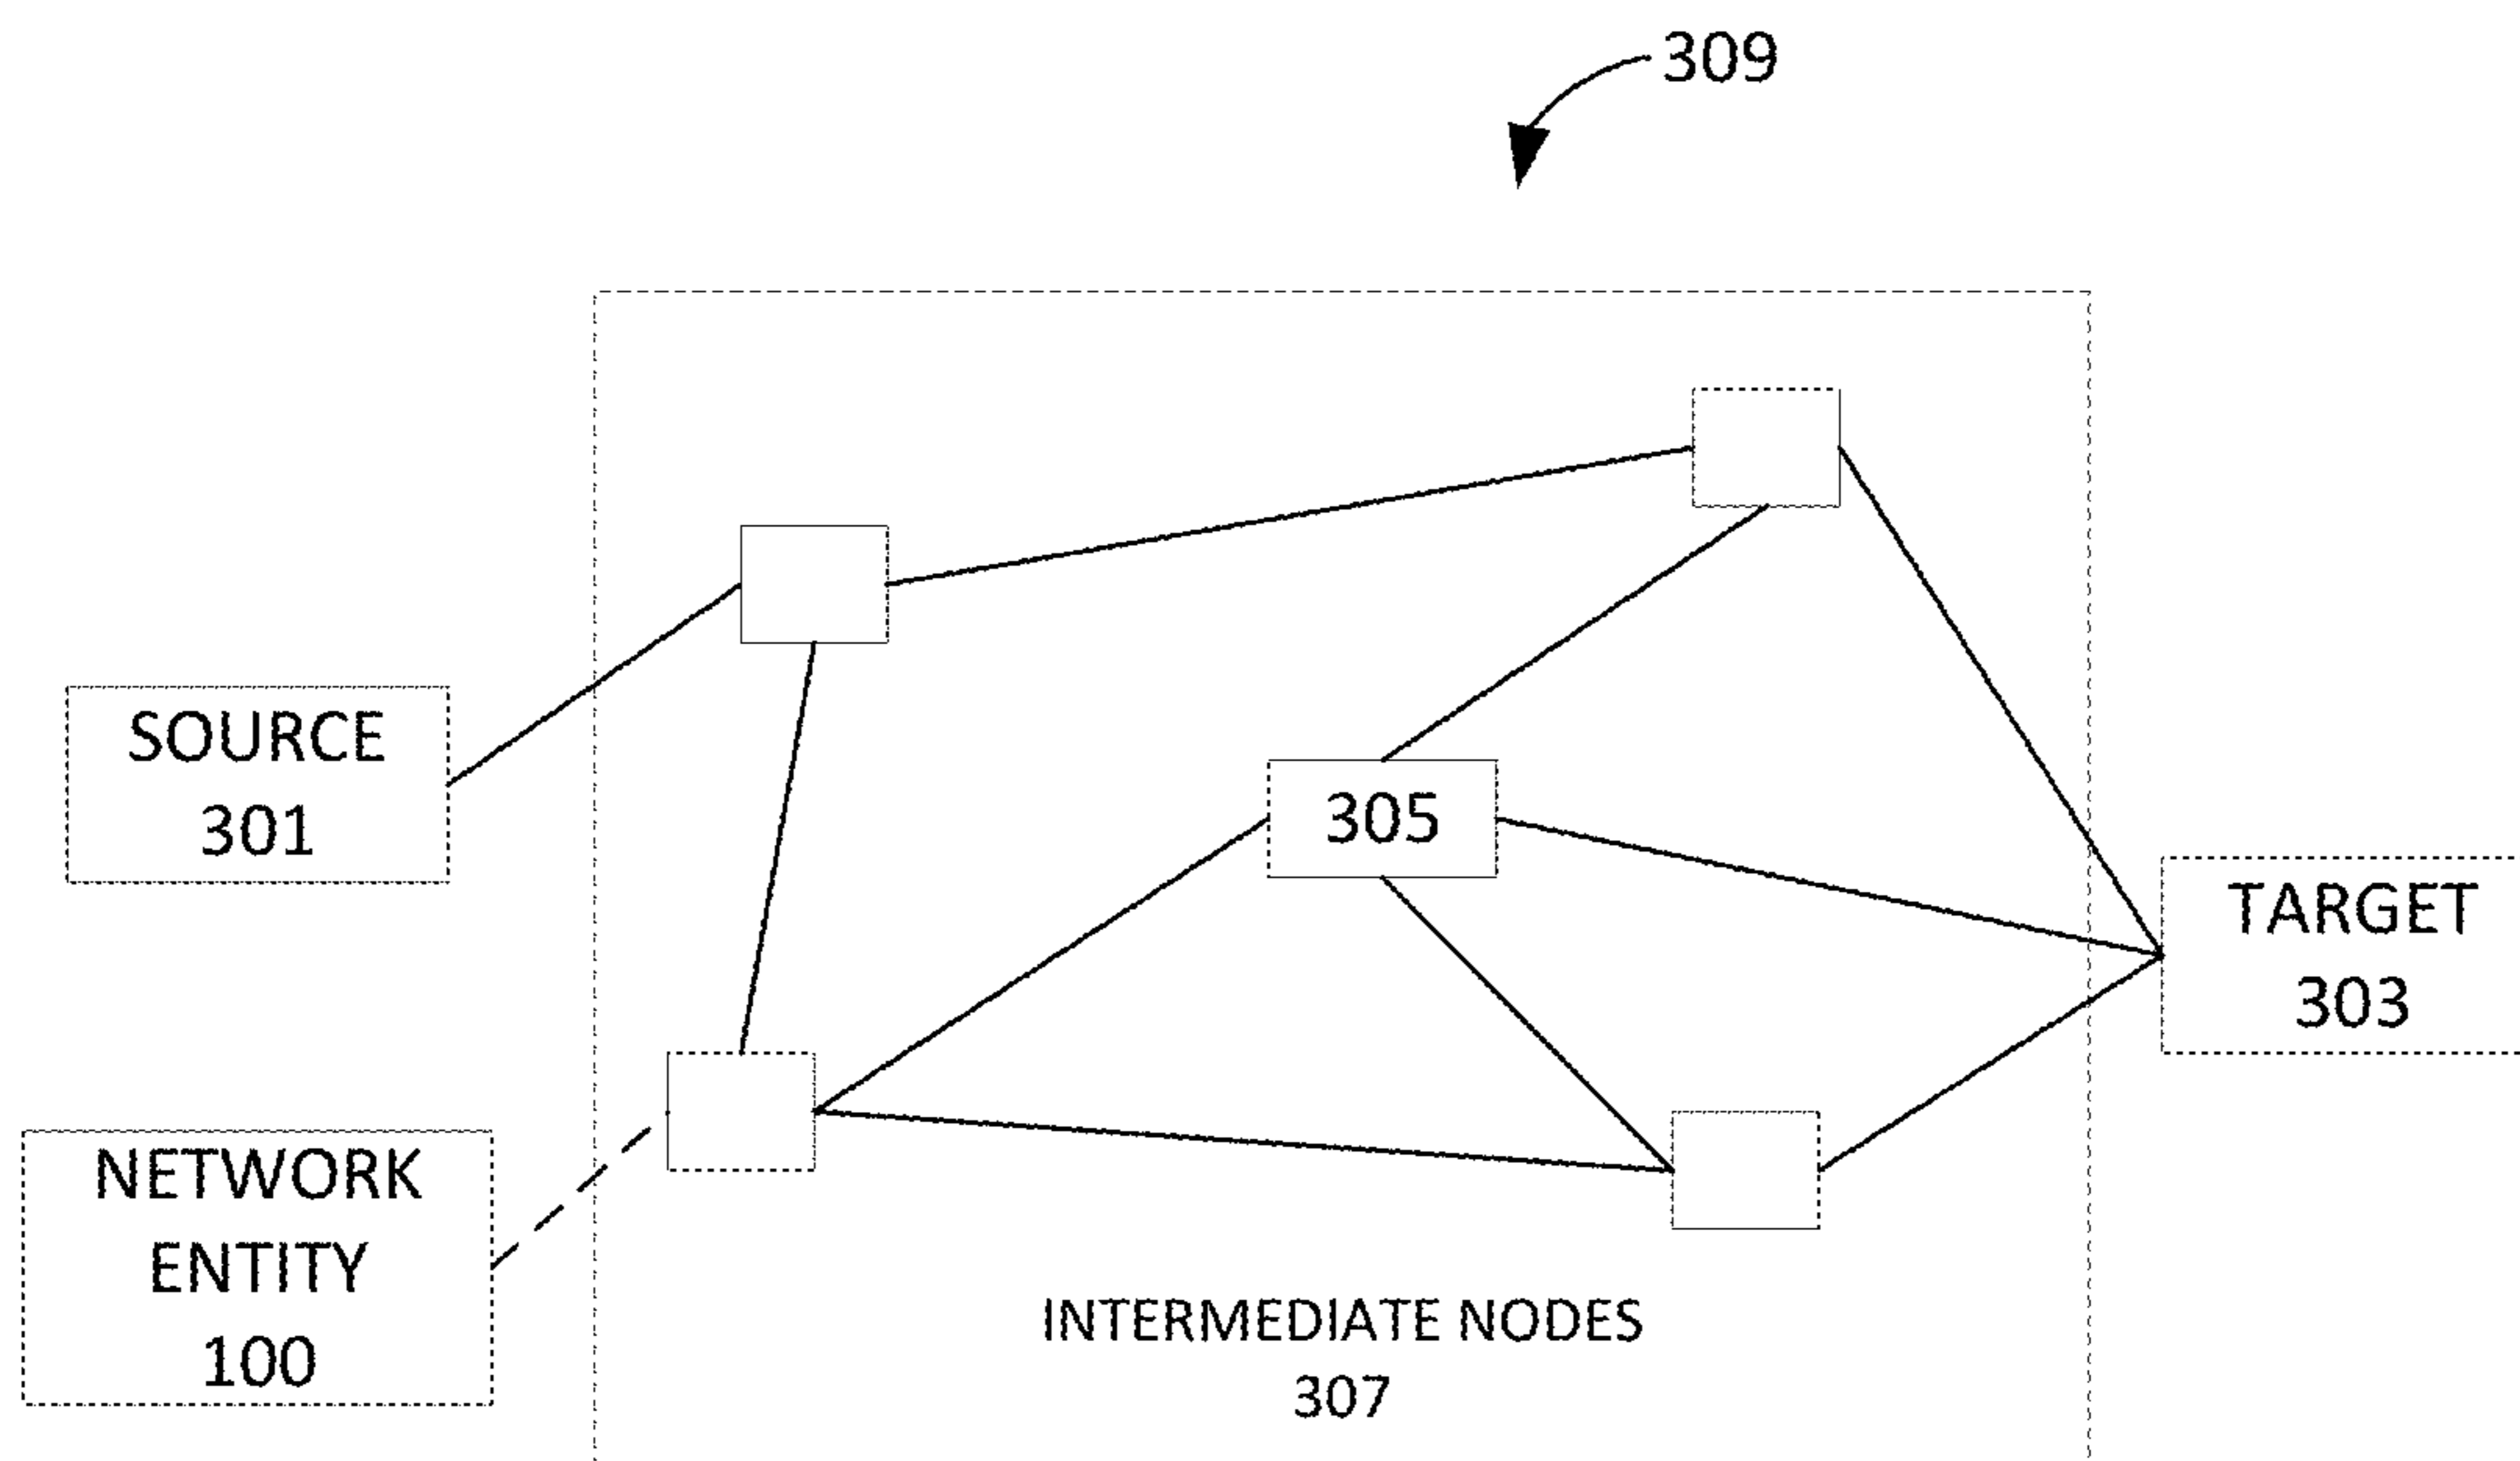 309
SOURCE
301
305
TARGET
303
NETWORK
ENTITY
100
INTERMEDIATE NODES
307